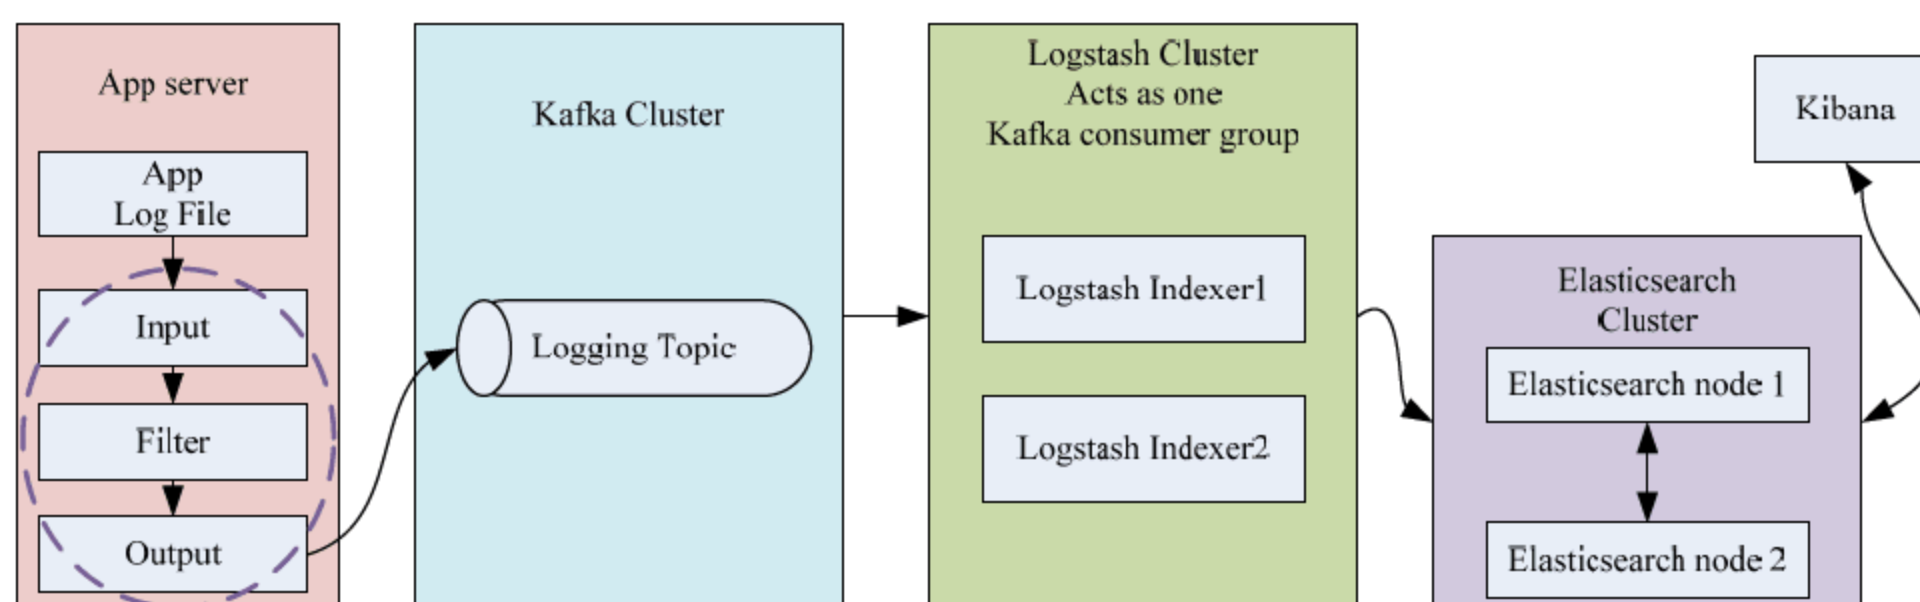 App server
App
Log File
Input
Filter
Output
Kafka Cluster
Logging Topic
Logstash Cluster
Acts as one
Kafka consumer group
Logstash Indexer1
Logstash Indexer2
Elasticsearch
Cluster
Elasticsearch node 1
Elasticsearch node 2
Kibana